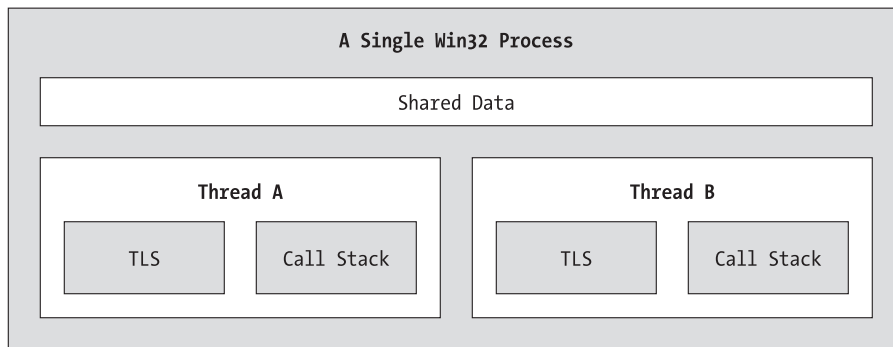 A Single Win32 Process
Shared Data
Thread A
Thread B
TLS
Call Stack
TLS
Call Stack